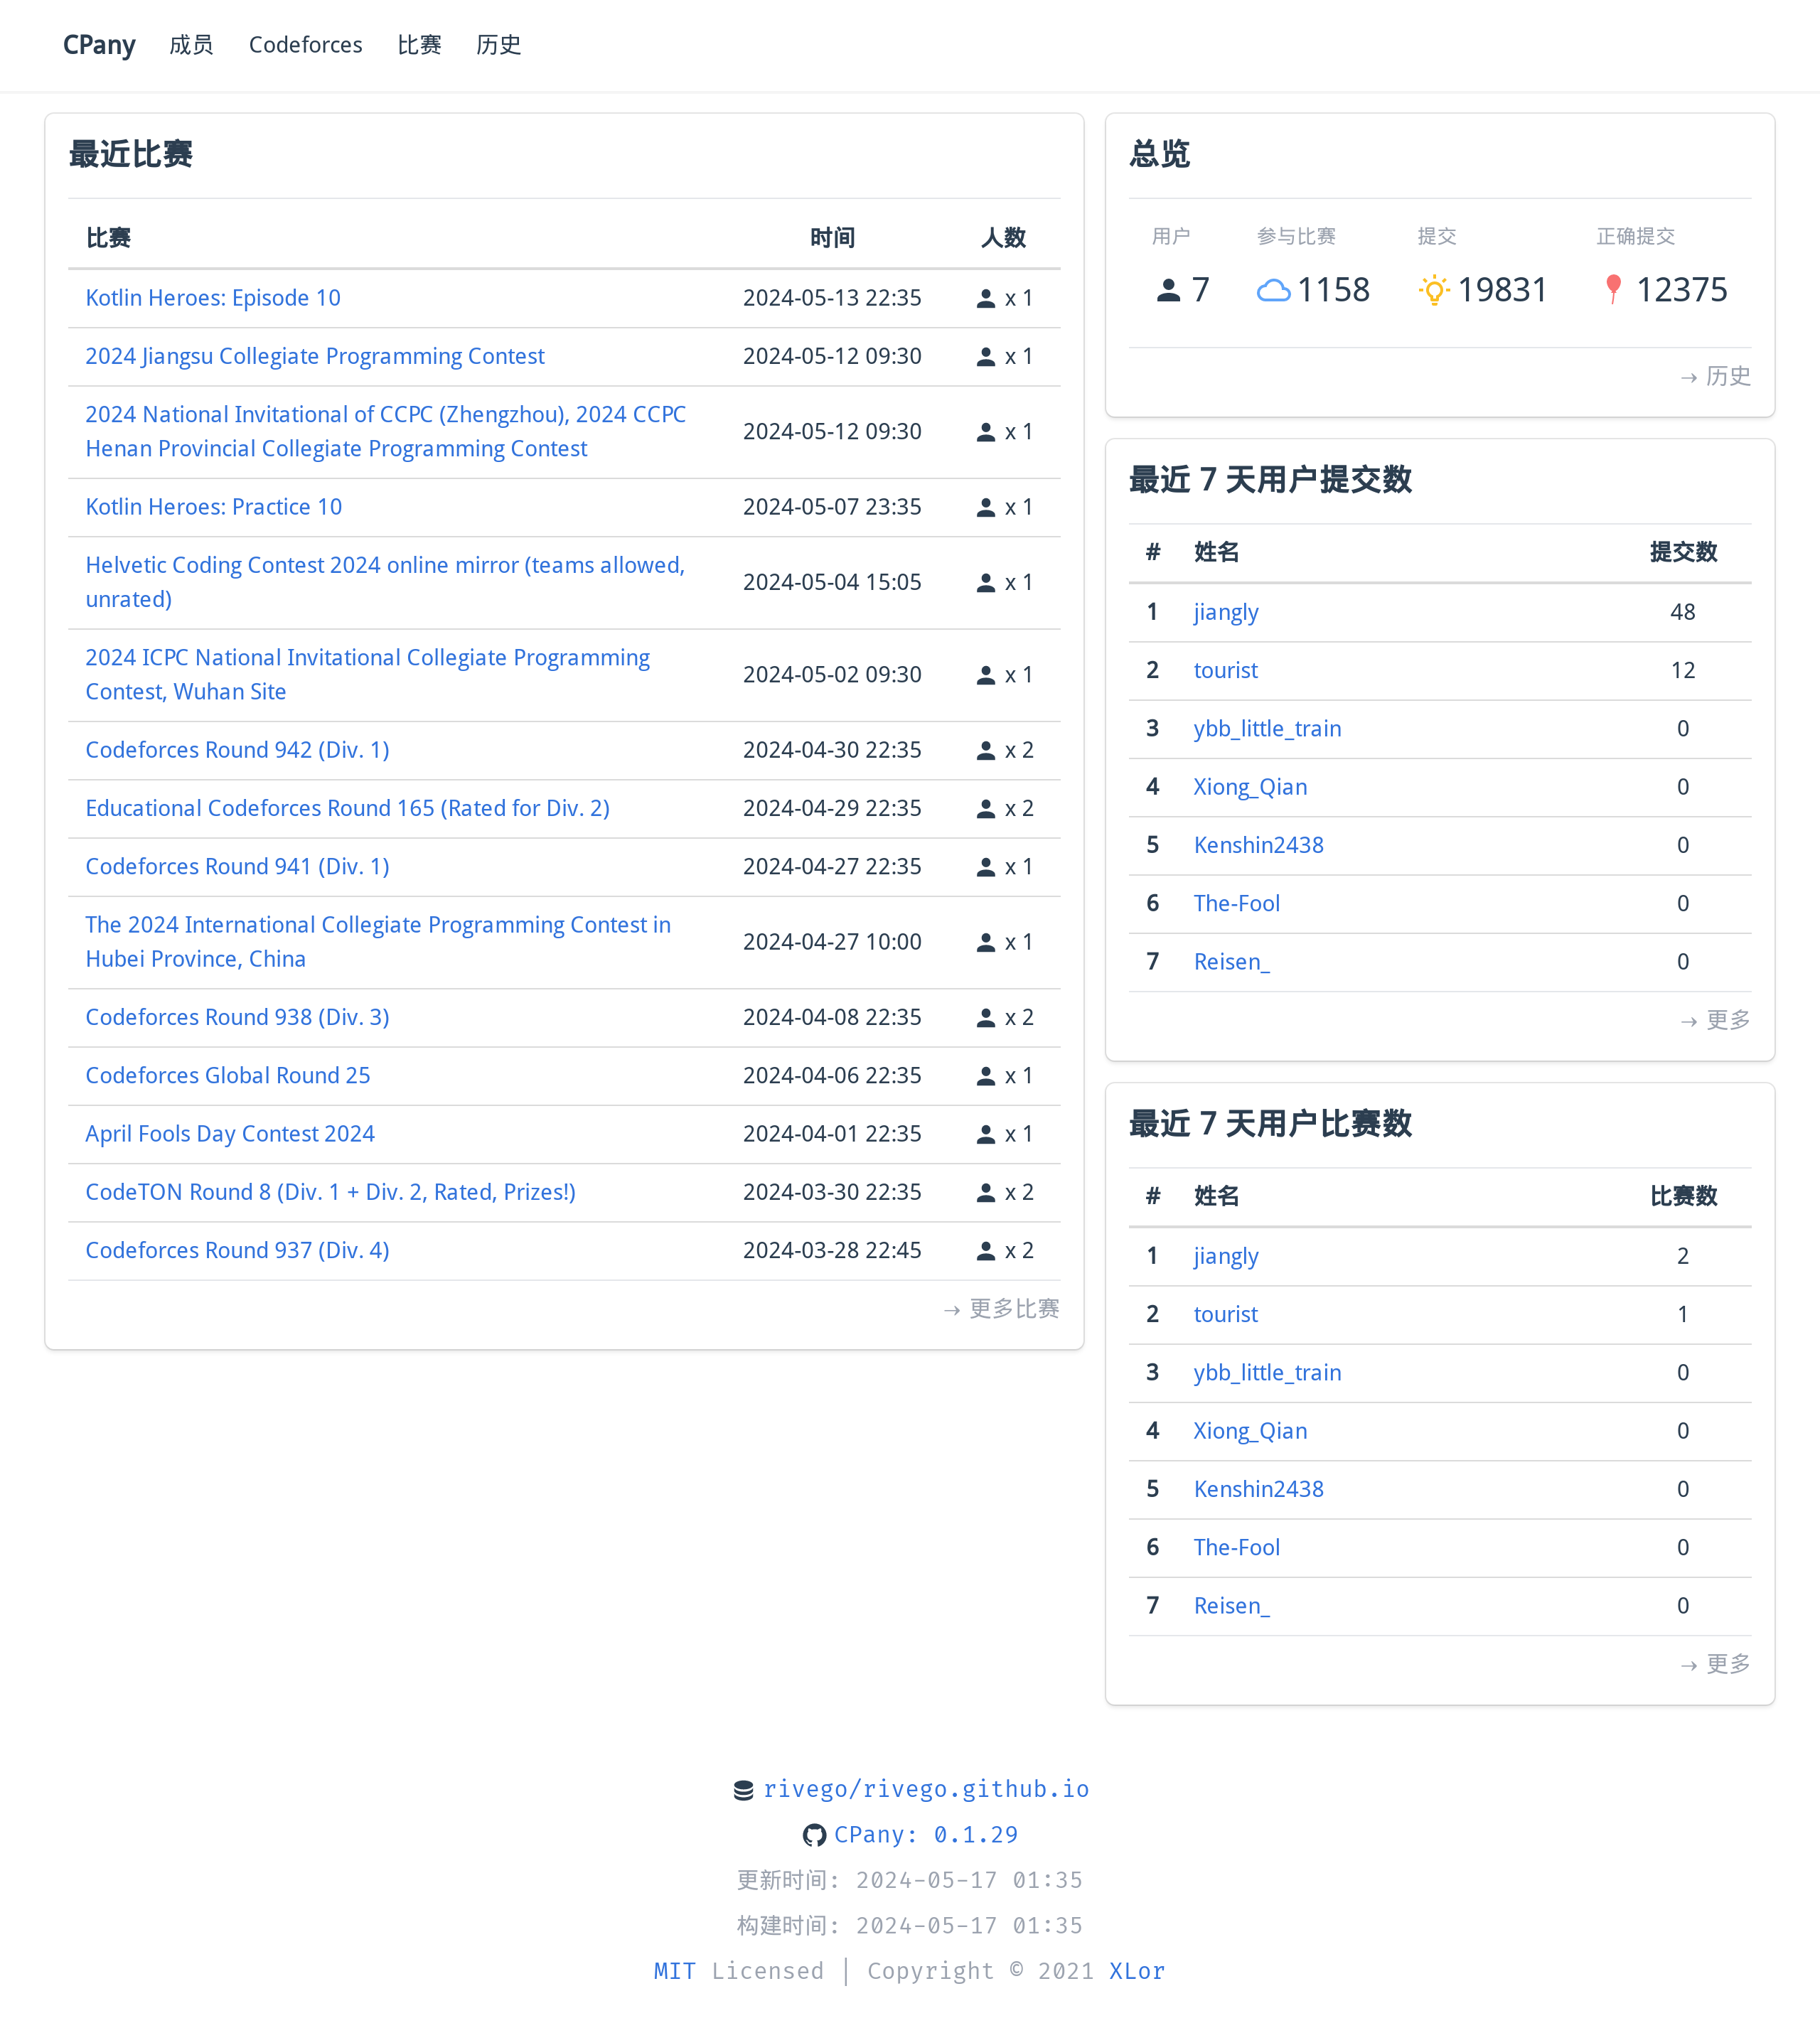 CPany 成员 Codeforces 比赛 历史
最近比赛
比赛 时间 人数
Kotlin Heroes: Episode 10 2024-05-13 22:35 x 1
2024 Jiangsu Collegiate Programming Contest 2024-05-12 09:30 x 1
2024 National Invitational of CCPC (Zhengzhou), 2024 CCPC
Henan Provincial Collegiate Programming Contest 2024-05-12 09:30 x 1
Kotlin Heroes: Practice 10 2024-05-07 23:35 x 1
Helvetic Coding Contest 2024 online mirror (teams allowed,
unrated) 2024-05-04 15:05 x 1
2024 ICPC National Invitational Collegiate Programming
Contest, Wuhan Site 2024-05-02 09:30 x 1
Codeforces Round 942 (Div. 1) 2024-04-30 22:35 x 2
Educational Codeforces Round 165 (Rated for Div. 2) 2024-04-29 22:35 x 2
Codeforces Round 941 (Div. 1) 2024-04-27 22:35 x 1
The 2024 International Collegiate Programming Contest in
Hubei Province, China 2024-04-27 10:00 x 1
Codeforces Round 938 (Div. 3) 2024-04-08 22:35 x 2
Codeforces Global Round 25 2024-04-06 22:35 x 1
April Fools Day Contest 2024 2024-04-01 22:35 x 1
CodeTON Round 8 (Div. 1 + Div. 2, Rated, Prizes!) 2024-03-30 22:35 x 2
Codeforces Round 937 (Div. 4) 2024-03-28 22:45 x 2
→ 更多比赛
总览
用户 参与比赛 提交 正确提交
7 1158 19831 12375
→ 历史
最近 7 天用户提交数
# 姓名 提交数
1 jiangly 48
2 tourist 12
3 ybb_little_train 0
4 Xiong_Qian 0
5 Kenshin2438 0
6 The-Fool 0
7 Reisen_ 0
→ 更多
最近 7 天用户比赛数
# 姓名 比赛数
1 jiangly 2
2 tourist 1
3 ybb_little_train 0
4 Xiong_Qian 0
5 Kenshin2438 0
6 The-Fool 0
7 Reisen_ 0
→ 更多
rivego/rivego.github.io
CPany: 0.1.29
更新时间: 2024-05-17 01:35
构建时间: 2024-05-17 01:35
MIT Licensed | Copyright © 2021 XLor